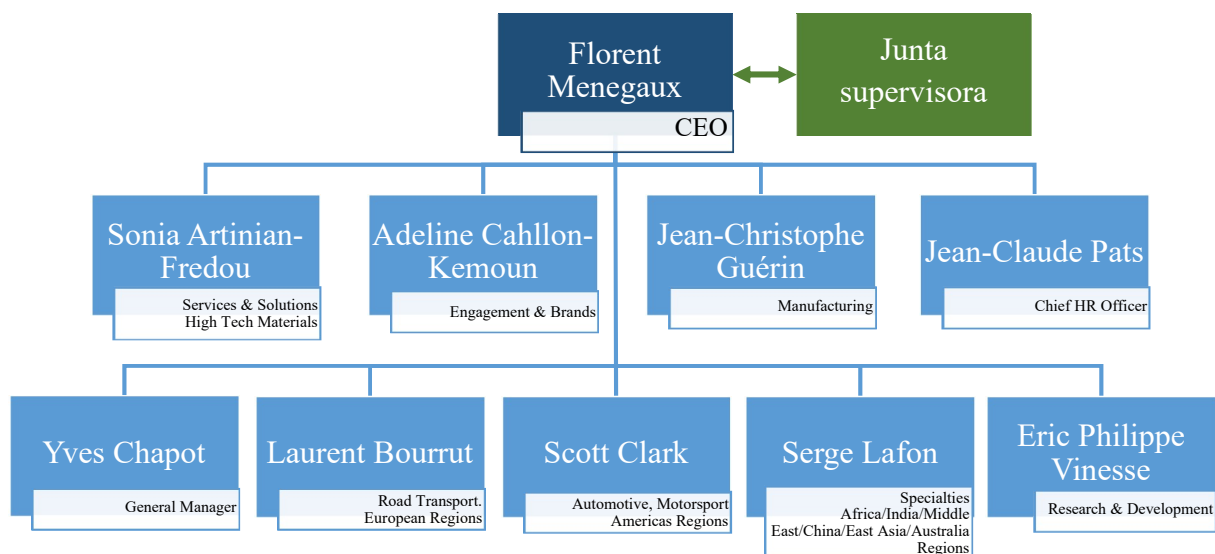 Florent
Menegaux
CEO
Junta
supervisora
Sonia Artinian-
Fredou
Services & Solutions
High Tech Materials
Adeline Cahllon-
Kemoun
Engagement & Brands
Jean-Christophe
Guérin
Manufacturing
Jean-Claude Pats
Chief HR Officer
Yves Chapot
General Manager
Laurent Bourrut
Road Transport.
European Regions
Scott Clark
Automotive, Motorsport
Americas Regions
Serge Lafon
Specialties
Africa/India/Middle
East/China/East Asia/Australia
Regions
Eric Philippe
Vinesse
Research & Development